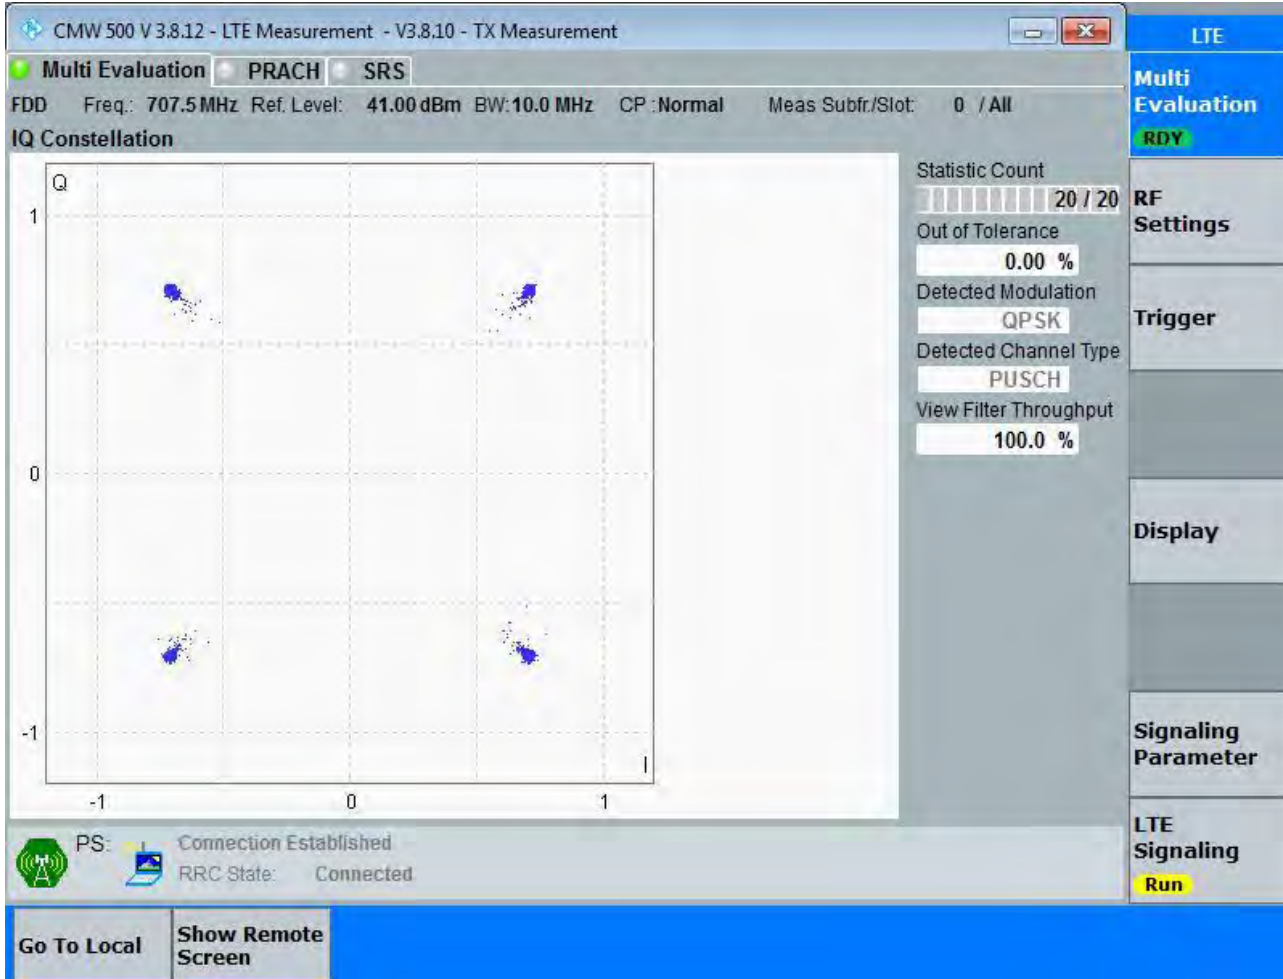 CMW 500 V 3.8.12 - LTE Measurement - V3.8.10 - TX Measurement
LTE
Multi Evaluation PRACH SRS
FDD Freq.: 707.5 MHz Ref. Level: 41.00 dBm BW: 10.0 MHz CP : Normal Meas Subfr./Slot: 0 / All
IQ Constellation
Q
1
0
-1
I
-1 0 1
Statistic Count
20 / 20
Out of Tolerance
0.00 %
Detected Modulation
QPSK
Detected Channel Type
PUSCH
View Filter Throughput
100.0 %
Multi
Evaluation
RDY
RF
Settings
Trigger
Display
Signaling
Parameter
LTE
Signaling
Run
PS: Connection Established
RRC State: Connected
Go To Local
Show Remote
Screen